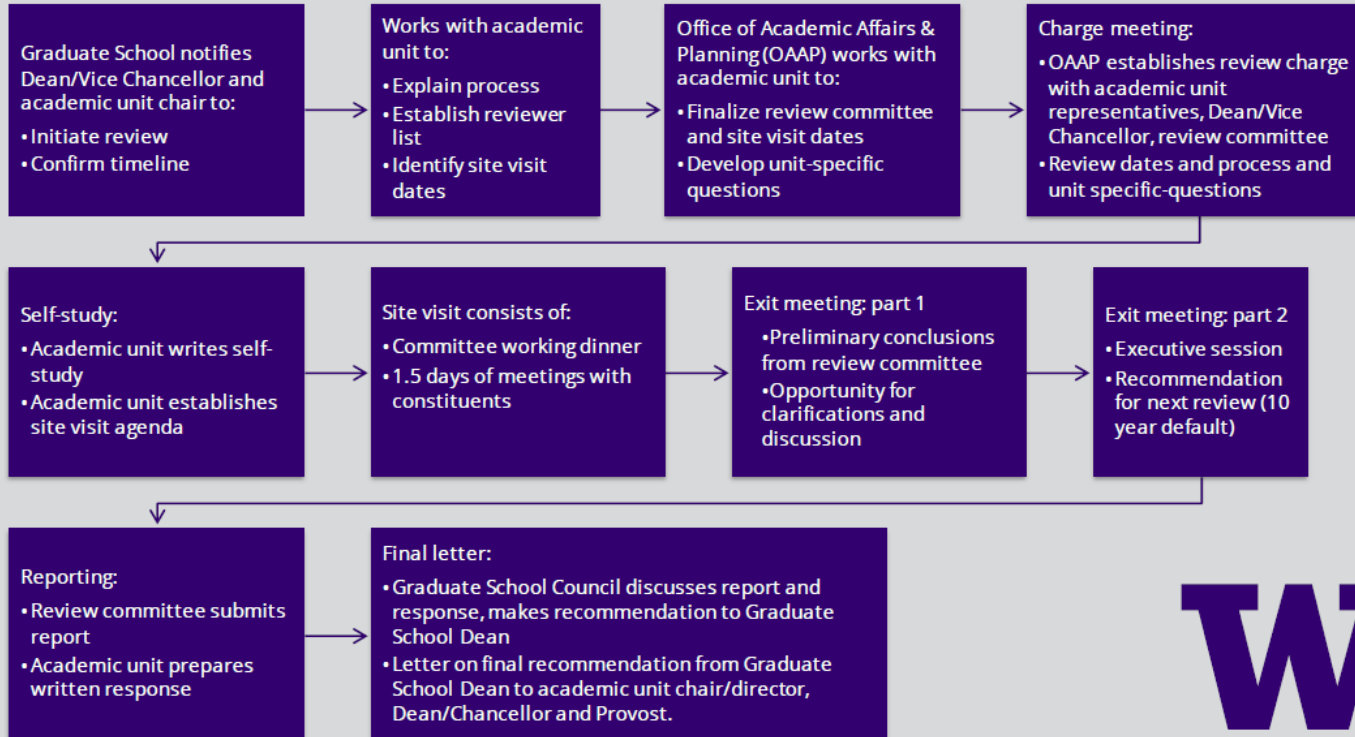 Graduate School notifies
Dean/Vice Chancellor and
academic unit chair to:
• Initiate review
• Confirm timeline
Works with academic
unit to:
• Explain process
• Establish reviewer
list
• Identify site visit
dates
Office of Academic Affairs &
Planning (OAAP) works with
academic unit to:
• Finalize review committee
and site visit dates
• Develop unit-specific
questions
Charge meeting:
• OAAP establishes review charge
with academic unit
representatives, Dean/Vice
Chancellor, review committee
• Review dates and process and
unit specific-questions
Self-study:
• Academic unit writes self-
study
• Academic unit establishes
site visit agenda
Site visit consists of:
• Committee working dinner
• 1.5 days of meetings with
constituents
Exit meeting: part 1
• Preliminary conclusions
from review committee
• Opportunity for
clarifications and
discussion
Exit meeting: part 2
• Executive session
• Recommendation
for next review (10
year default)
Reporting:
• Review committee submits
report
• Academic unit prepares
written response
Final letter:
• Graduate School Council discusses report and
response, makes recommendation to Graduate
School Dean
• Letter on final recommendation from Graduate
School Dean to academic unit chair/director,
Dean/Chancellor and Provost.
W